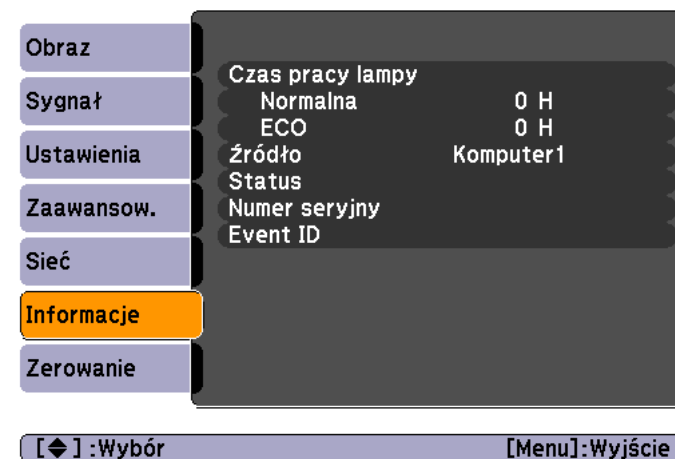 Obraz
Sygnał
Ustawienia
Zaawansow.
Sieć
Informacje
Zerowanie
Czas pracy lampy
Normalna 0 H
ECO 0 H
Źródło Komputer1
Status
Numer seryjny
Event ID
[◆] :Wybór [Menu]:Wyjście